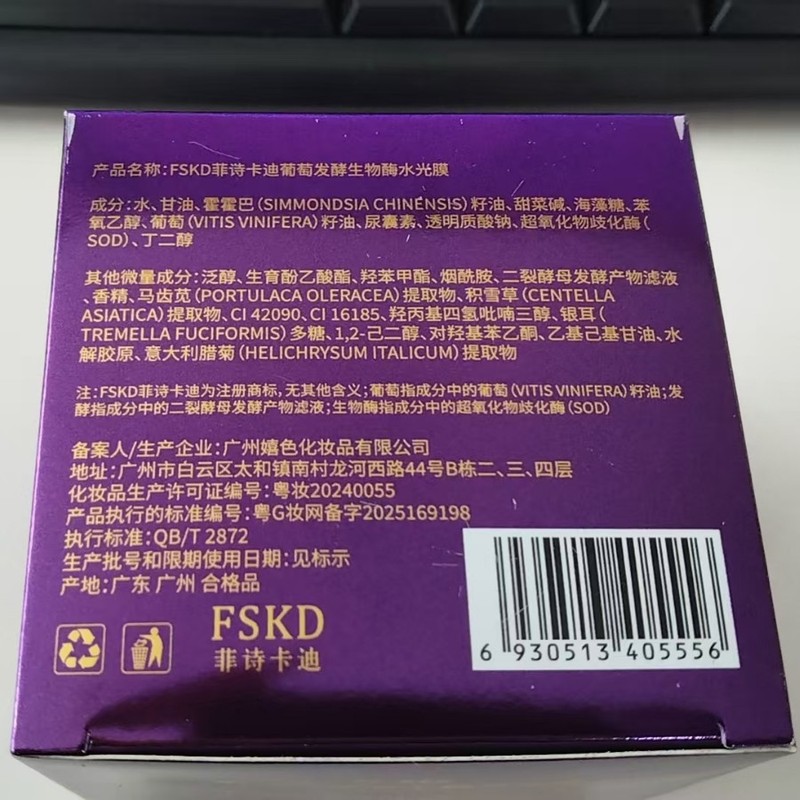 产品名称:FSKD菲诗卡迪葡萄发酵生物酶水光膜
成分:水、甘油、霍霍巴(SIMMONDSIA CHINENSIS)籽油、甜菜碱、海藻糖、苯
氧乙醇、葡萄(VITIS VINIFERA)籽油、尿囊素、透明质酸钠、超氧化物歧化酶(
SOD)、丁二醇
其他微量成分:泛醇、生育酚乙酸酯、羟苯甲酯、烟酰胺、二裂酵母发酵产物滤液
、香精、马齿苋(PORTULACA OLERACEA)提取物、积雪草(CENTELLA
ASIATICA)提取物、CI 42090、CI 16185、羟丙基四氢吡喃三醇、银耳(
TREMELLA FUCIFORMIS)多糖、1,2-己二醇、对羟基苯乙酮、乙基己基甘油、水
解胶原、意大利腊菊(HELICHRYSUM ITALICUM)提取物
注:FSKD菲诗卡迪为注册商标,无其他含义;葡萄指成分中的葡萄(VITIS VINIFERA)籽油;发
酵指成分中的二裂酵母发酵产物滤液;生物酶指成分中的超氧化物歧化酶(SOD)
备案人/生产企业:广州嬉色化妆品有限公司
地址:广州市白云区太和镇南村龙河西路44号B栋二、三、四层
化妆品生产许可证编号:粤妆20240055
产品执行的标准编号:粤G妆网备字2025169198
执行标准:QB/T 2872
生产批号和限期使用日期:见标示
产地:广东 广州 合格品
FSKD
菲诗卡迪
6 930513 405556